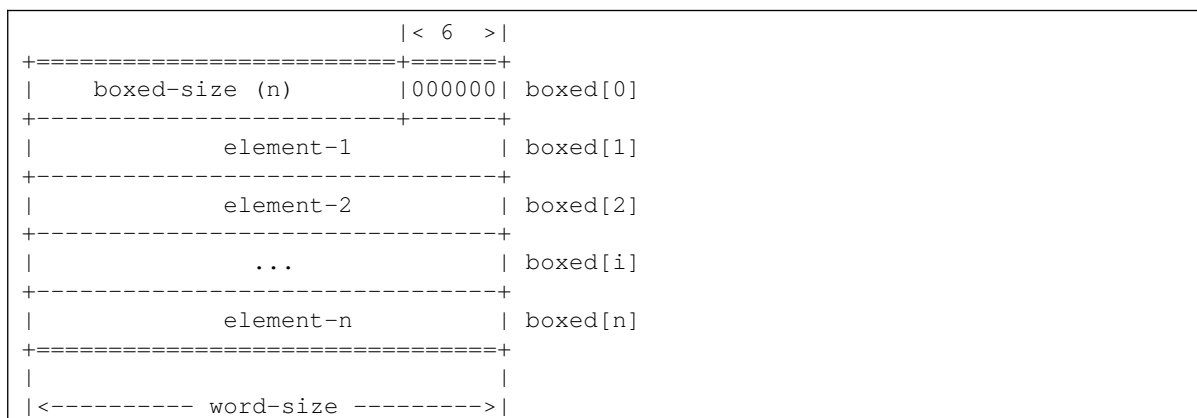 |< 6  >|
+=========================+======+
|    boxed-size (n)       |000000| boxed[0]
+-------------------------+------+
|             element-1          | boxed[1]
+--------------------------------+
|             element-2          | boxed[2]
+--------------------------------+
|               ...              | boxed[i]
+--------------------------------+
|             element-n          | boxed[n]
+================================+
|                                |
|<---------- word-size --------->|